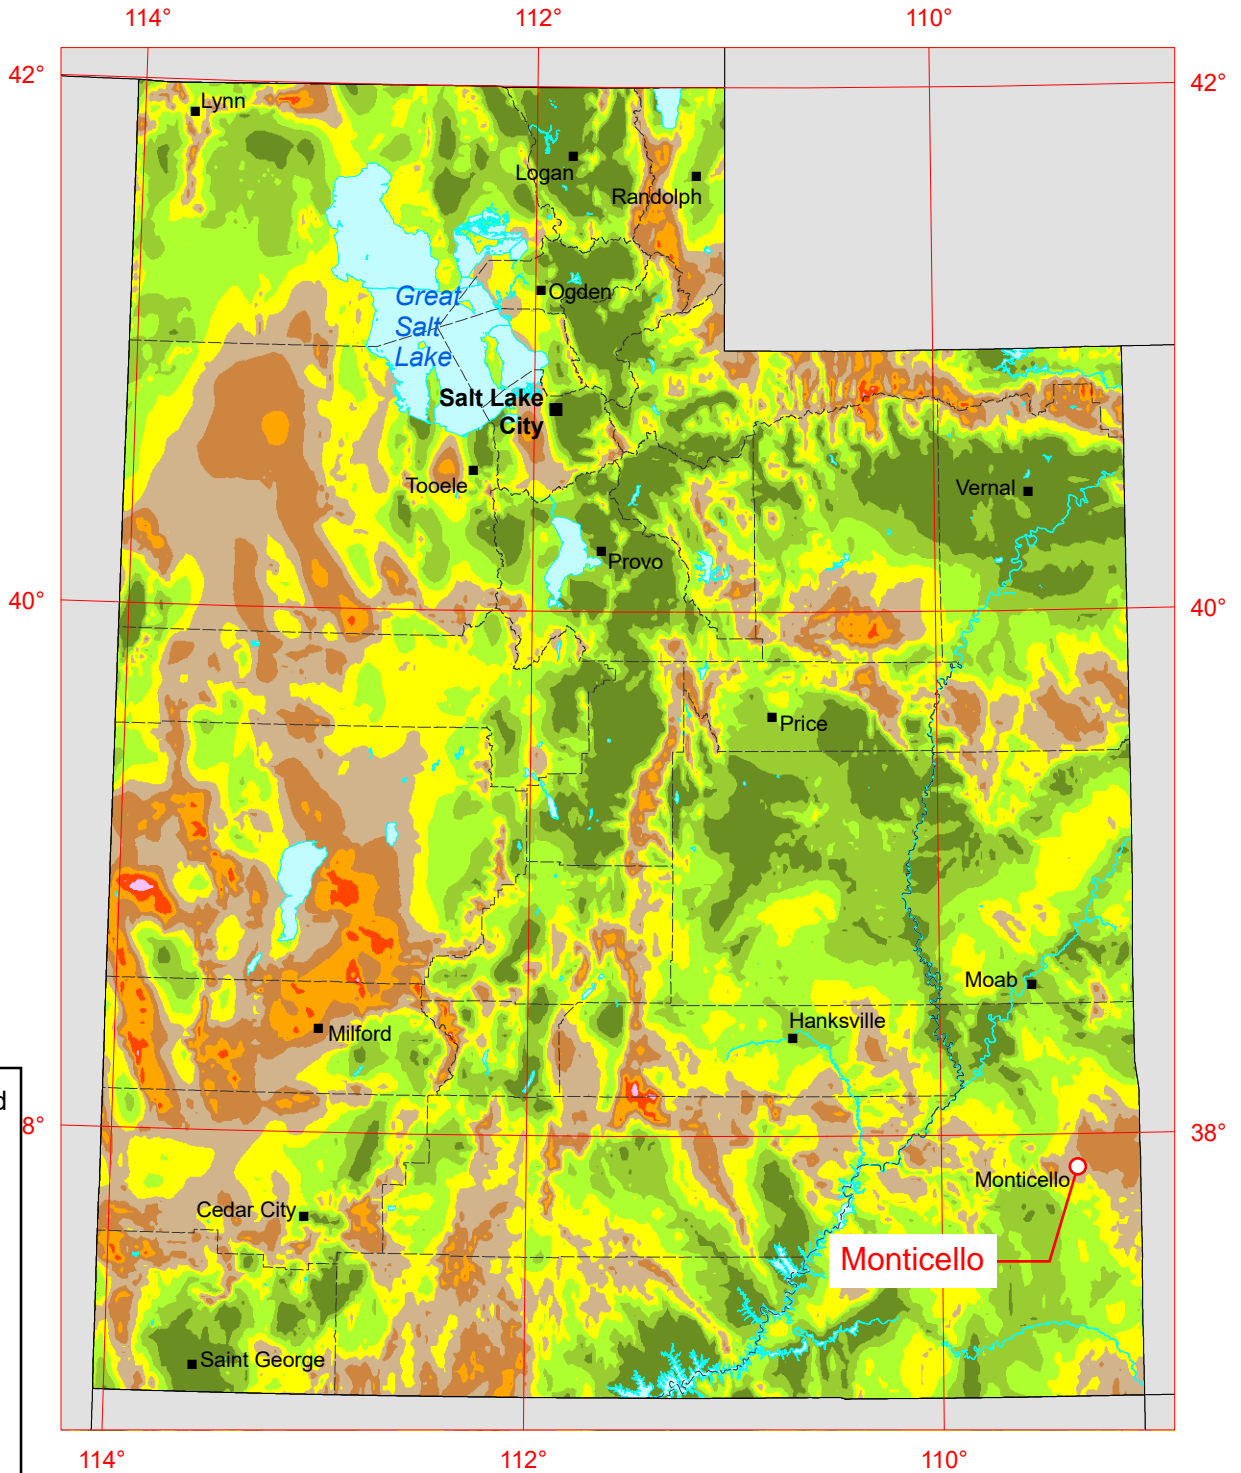 114°
112°
110°
42°
42°
Lynn
Logan
Randolph
Great
Salt
Lake
Ogden
Salt Lake
City
Tooele
Vernal
Provo
40°
40°
Price
Moab
Hanksville
Milford
d
8°
38°
Monticello
Cedar City
Monticello
Saint George
114°
112°
110°